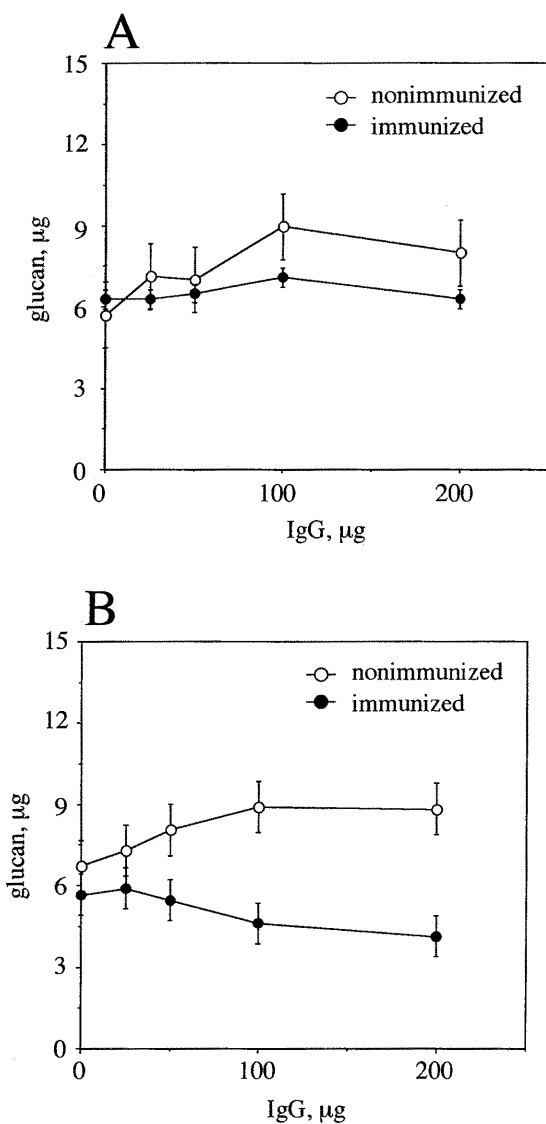 A
15
nonimmunized
immunized
12
9
glucan, µg
6
3
0
0
100
200
IgG, µg
B
15
nonimmunized
immunized
12
9
glucan, µg
6
3
0
0
100
200
IgG, µg